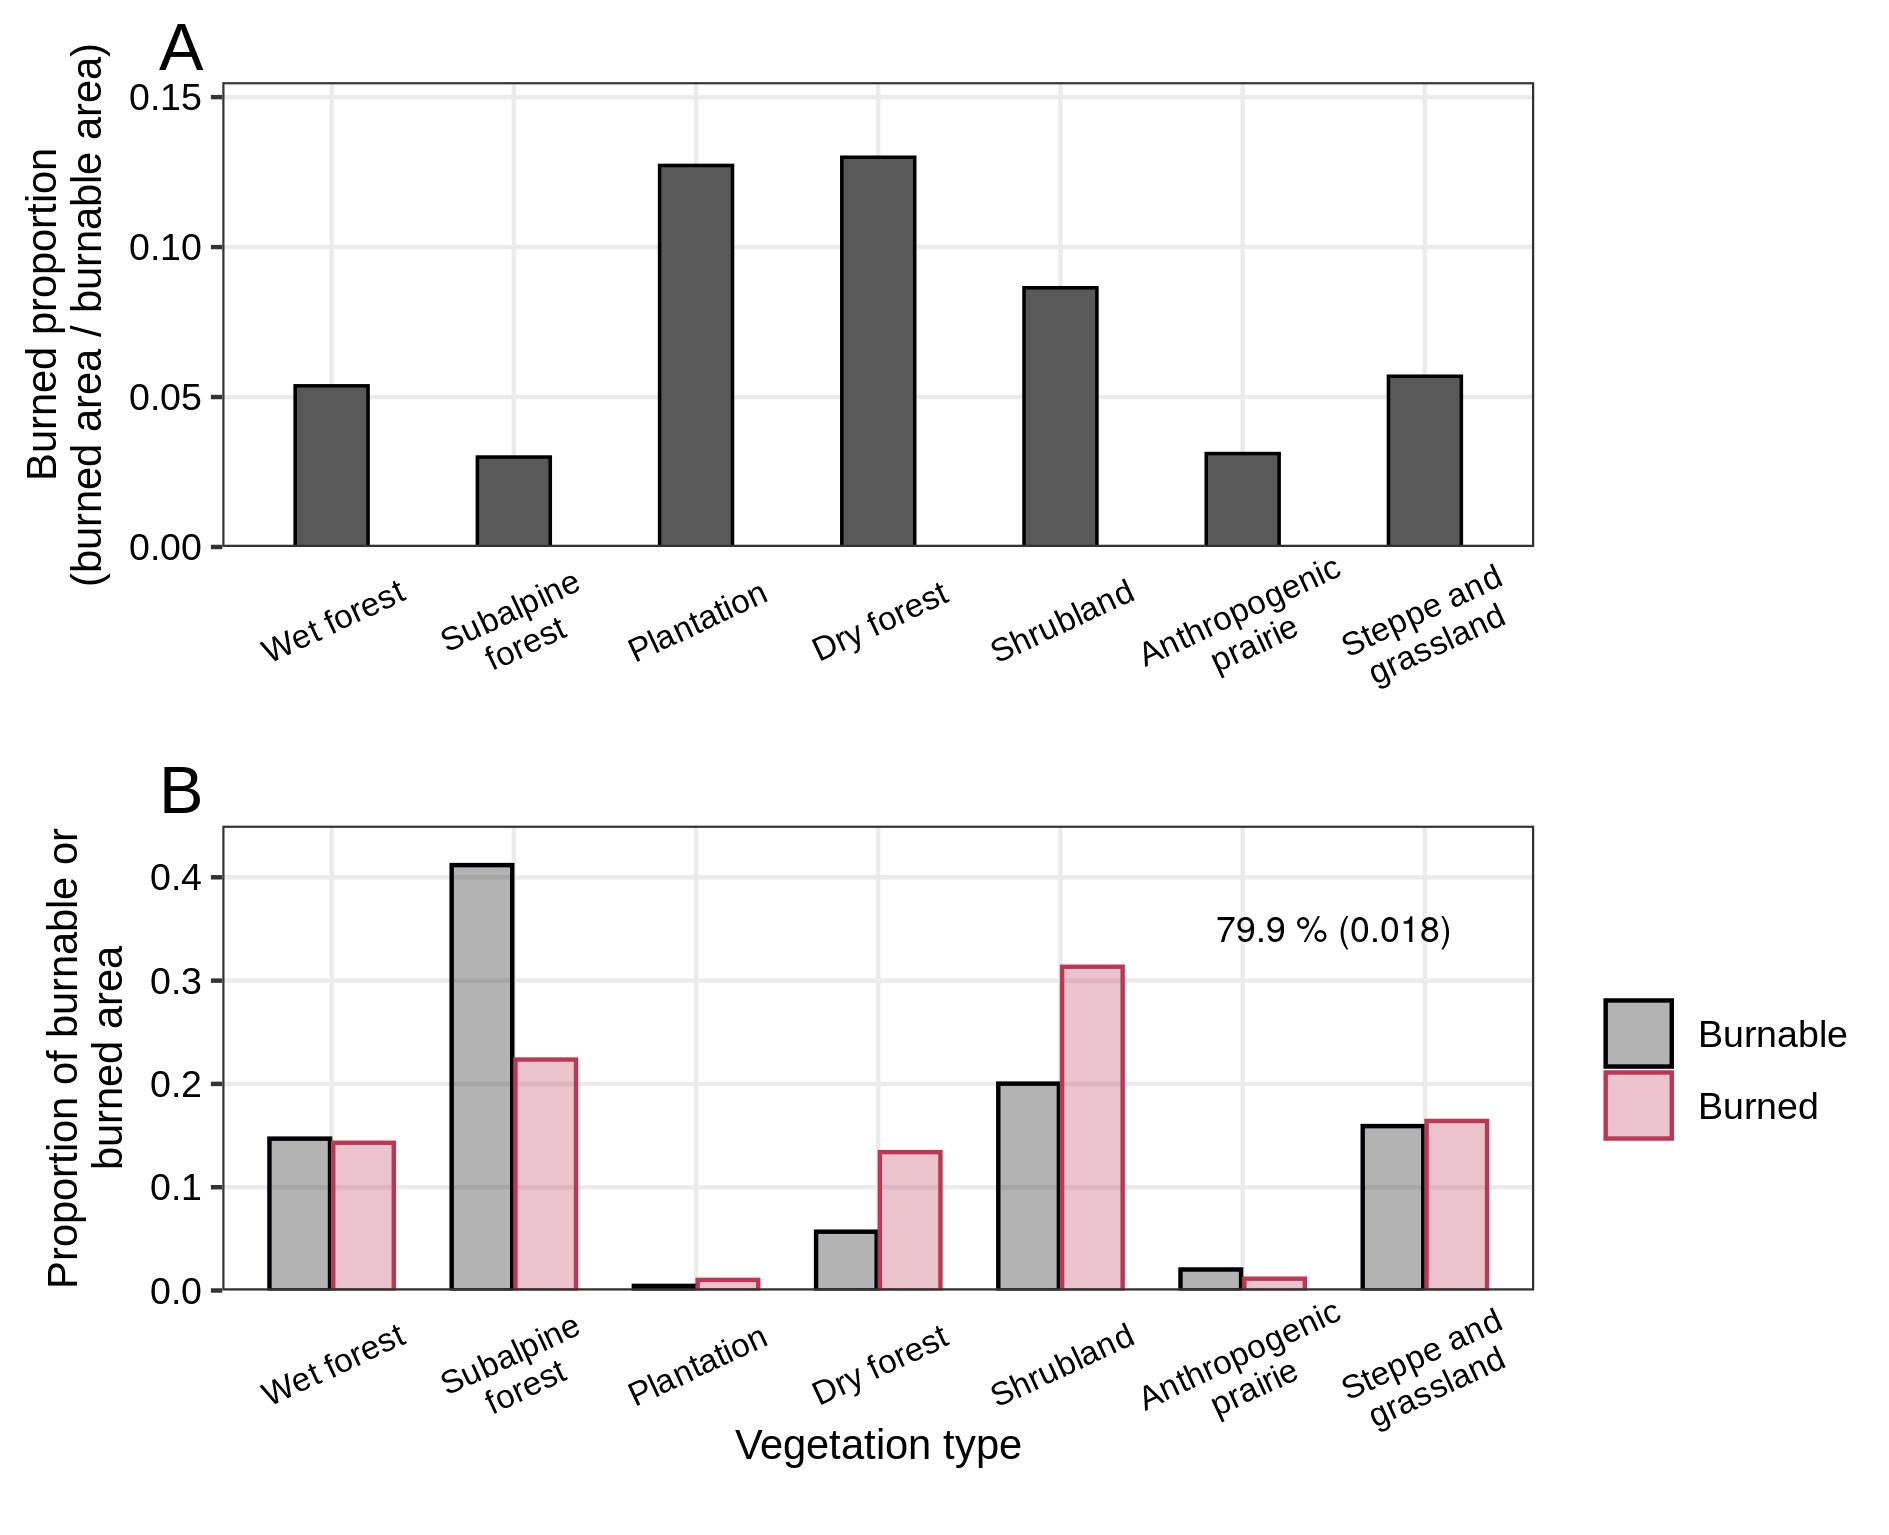 A
Burned proportion
(burned area / burnable area)
0.15
0.10
0.05
0.00
Wet forest
Subalpine
forest
Plantation
Dry forest
Shrubland
Anthropogenic
prairie
Steppe and
grassland
B
Proportion of burnable or
burned area
0.4
0.3
0.2
0.1
0.0
79.9 % (0.018)
Burnable
Burned
Wet forest
Subalpine
forest
Plantation
Dry forest
Shrubland
Anthropogenic
prairie
Steppe and
grassland
Vegetation type